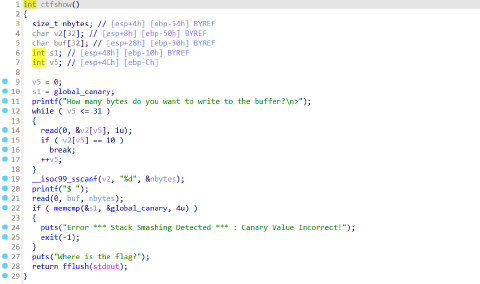 1 int ctfshow()
2 {
3 size_t nbytes; // [esp+4h] [ebp-54h] BYREF
4 char v2[32]; // [esp+8h] [ebp-50h] BYREF
5 char buf[32]; // [esp+28h] [ebp-30h] BYREF
6 int s1; // [esp+48h] [ebp-10h] BYREF
7 int v5; // [esp+4Ch] [ebp-Ch]
8
9 v5 = 0;
10 s1 = global_canary;
11 printf("How many bytes do you want to write to the buffer?\n>");
12 while ( v5 <= 31 )
13 {
14 read(0, &v2[v5], 1u);
15 if ( v2[v5] == 10 )
16 break;
17 ++v5;
18 }
19 __isoc99_sscanf(v2, "%d", &nbytes);
20 printf("$ ");
21 read(0, buf, nbytes);
22 if ( memcmp(&s1, &global_canary, 4u) )
23 {
24 puts("Error *** Stack Smashing Detected *** : Canary Value Incorrect!");
25 exit(-1);
26 }
27 puts("Where is the flag?");
28 return fflush(stdout);
29 }